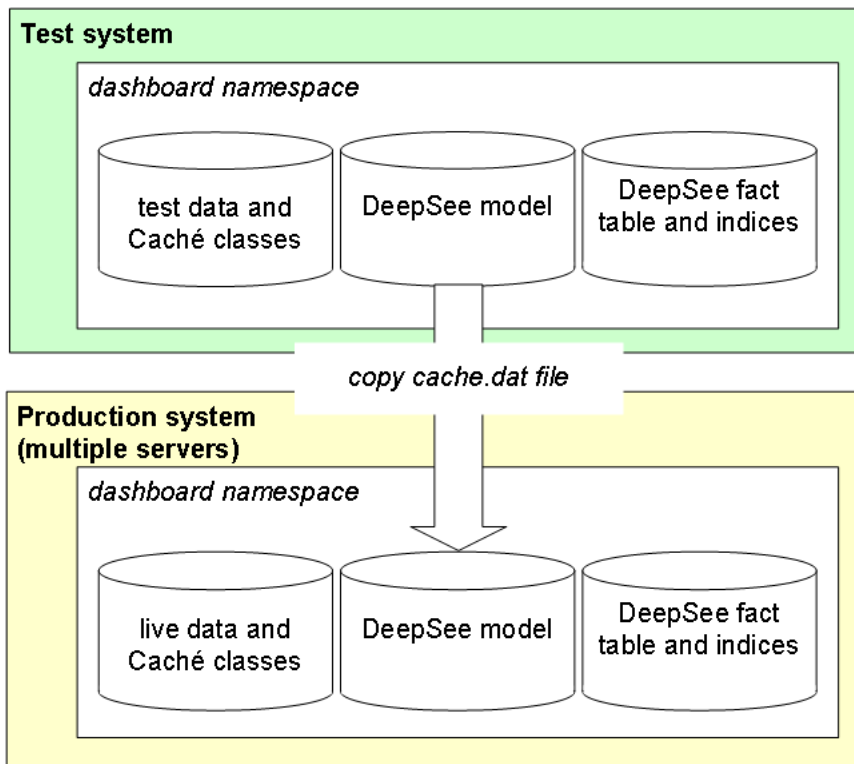 Test system
dashboard namespace
test data and
Caché classes
DeepSee model
DeepSee fact
table and indices
copy cache.dat file
Production system
(multiple servers)
dashboard namespace
live data and
Caché classes
DeepSee model
DeepSee fact
table and indices